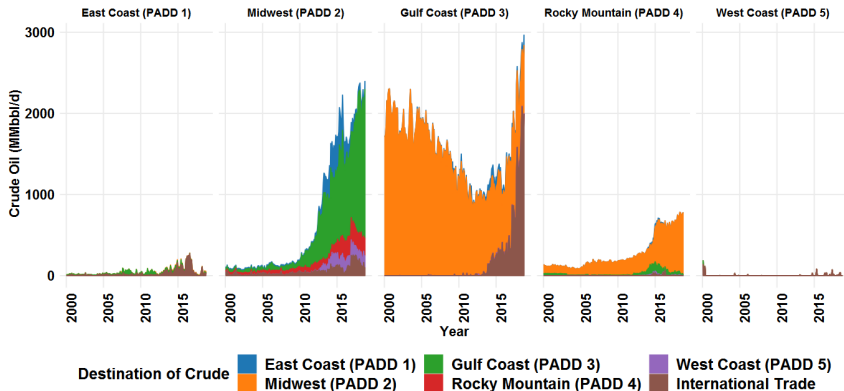 East Coast (PADD 1) Midwest (PADD 2) Gulf Coast (PADD 3) Rocky Mountain (PADD 4) West Coast (PADD 5)
3000
2000
1000
0
Crude Oil (MMbbl/d)
2000 2005 2010 2015 2000 2005 2010 2015 2000 2005 2010 2015 2000 2005 2010 2015 2000 2005 2010 2015
Year
Destination of Crude East Coast (PADD 1) Gulf Coast (PADD 3) West Coast (PADD 5)
Midwest (PADD 2) Rocky Mountain (PADD 4) International Trade